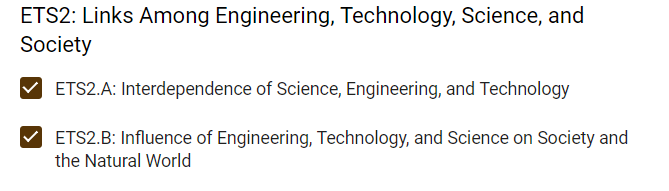 ETS2: Links Among Engineering, Technology, Science, and
Society
ETS2.A: Interdependence of Science, Engineering, and Technology
ETS2.B: Influence of Engineering, Technology, and Science on Society and
the Natural World